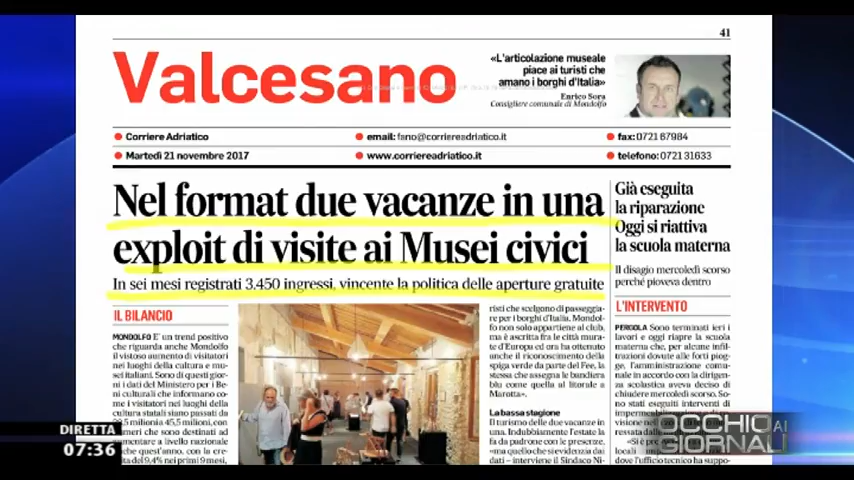 41
Valcesano
«L'articolazione museale
piace ai turisti che
amano i borghi d'Italia»
Enrico Sora
Consigliere comunale di Mondolfo
Corriere Adriatico
email: fano@corriereadriatico.it
fax: 0721 67984
Martedì 21 novembre 2017
www.corriereadriatico.it
telefono: 0721 31633
Nel format due vacanze in una
exploit di visite ai Musei civici
In sei mesi registrati 3.450 ingressi, vincente la politica delle aperture gratuite
IL BILANCIO
MONDOLFO E' un trend positivo
che riguarda anche Mondolfo
il vistoso aumento di visitatori
nei luoghi della cultura e mu-
sei italiani. Sono di questi gior-
ni i dati del Ministero per i Be-
ni culturali che informano co-
me i visitatori nei luoghi della
cultura statali siano passati da
milioni a 45,5 milioni, con
che sono destinati ad
a livello nazionale
quest'anno, con la cre-
del 9,4% nei primi 9 mesi,
risti che scelgono di passeggia-
re per i borghi d'Italia. Mondol-
fo non solo appartiene al club,
ma è scritta fra le città mura-
te d'Europa ed ora ha ottenuto
anche il riconoscimento della
spiga verde da parte del Fee, la
stessa che assegna le bandiera
blu come quella al litorale a
Marotta».
La bassa stagione
Il turismo delle due vacanze in
una. Indubbiamente l'estate la
fa da padrone con le presenze,
«ma quello che si evidenzia dai
dati – interviene il Sindaco Ni-
Già eseguita
la riparazione
Oggi si riattiva
la scuola materna
Il disagio mercoledì scorso
perché pioveva dentro
L'INTERVENTO
PERGOLA Sono terminati ieri i
lavori e oggi riapre la scuola
materna che, per alcune infil-
trazioni dovute alle forti piog-
ge, l'amministrazione comuna-
le in accordo con la dirigen-
za scolastica aveva deciso di
chiudere mercoledì scorso. So-
no stati eseguiti interventi di
dove l'ufficio tecnico ha suppo-
DIRETTA
07:36
OCCHIO AI
GIORNALI